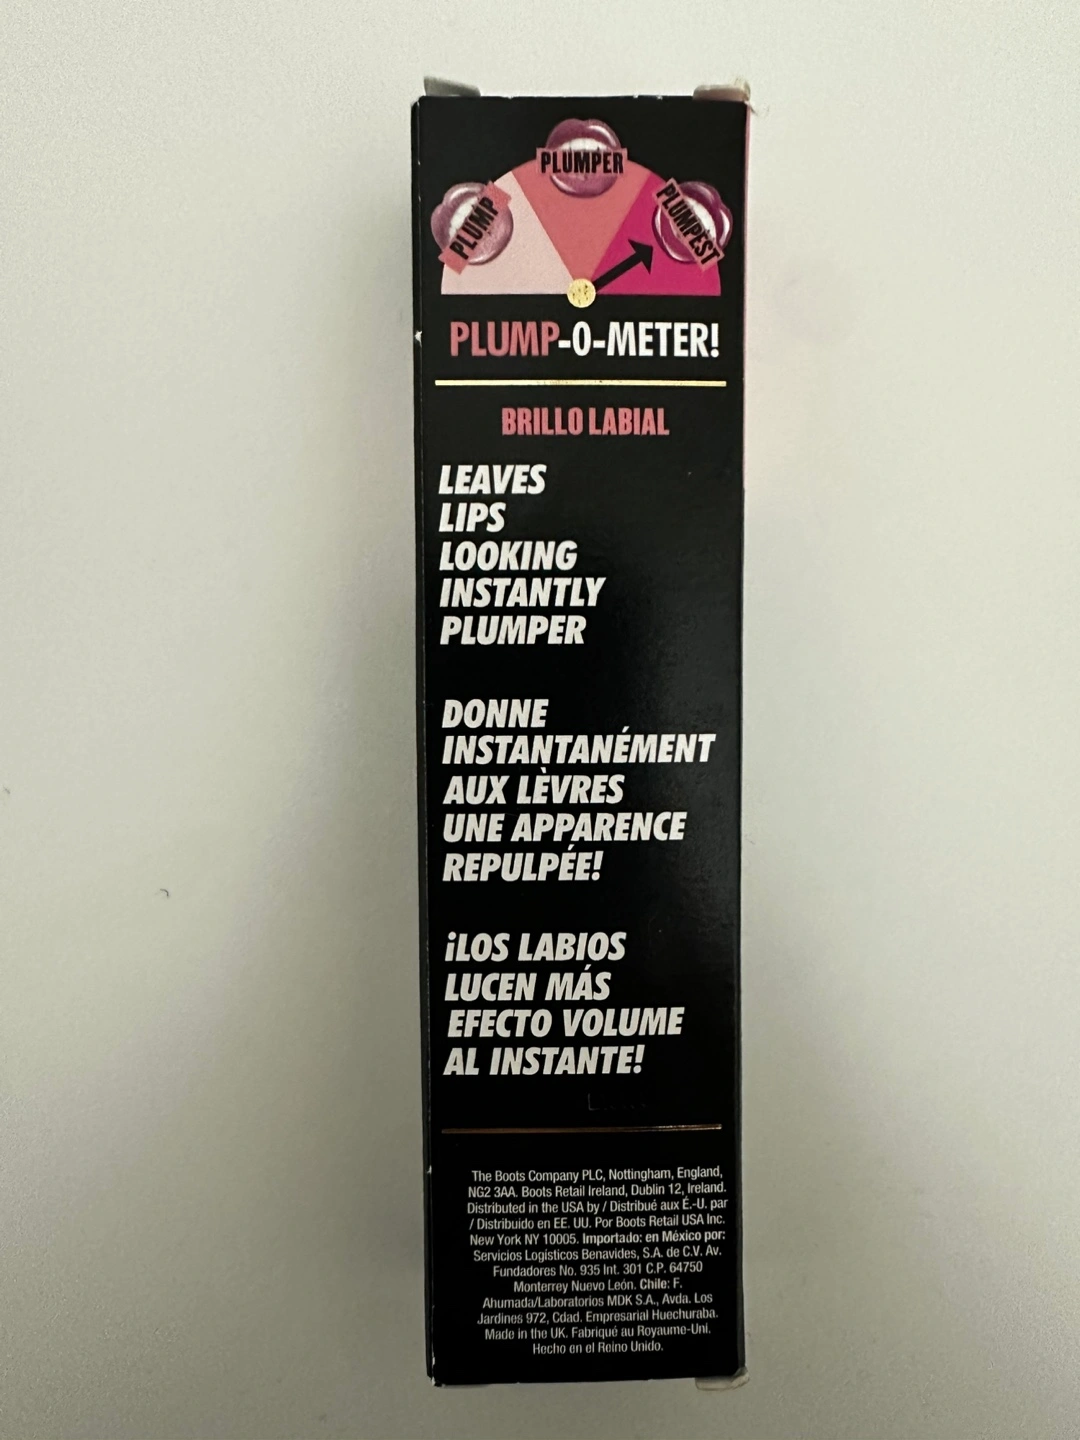 PLUMP
PLUMPER
PLUMPEST
PLUMP-O-METER!
BRILLO LABIAL
LEAVES
LIPS
LOOKING
INSTANTLY
PLUMPER
DONNE
INSTANTANÉMENT
AUX LÈVRES
UNE APPARENCE
REPULPÉE!
¡LOS LABIOS
LUCEN MÁS
EFECTO VOLUME
AL INSTANTE!
The Boots Company PLC, Nottingham, England,
NG2 3AA. Boots Retail Ireland, Dublin 12, Ireland.
Distributed in the USA by / Distribué aux É.-U. par
/ Distribuido en EE. UU. Por Boots Retail USA Inc.
New York NY 10005. Importado: en México por:
Servicios Logísticos Benavides, S.A. de C.V. Av.
Fundadores No. 935 Int. 301 C.P. 64750
Monterrey Nuevo León. Chile: F.
Ahumada/Laboratorios MDK S.A., Avda. Los
Jardines 972, Cdad. Empresarial Huechuraba.
Made in the UK. Fabriqué au Royaume-Uni.
Hecho en el Reino Unido.